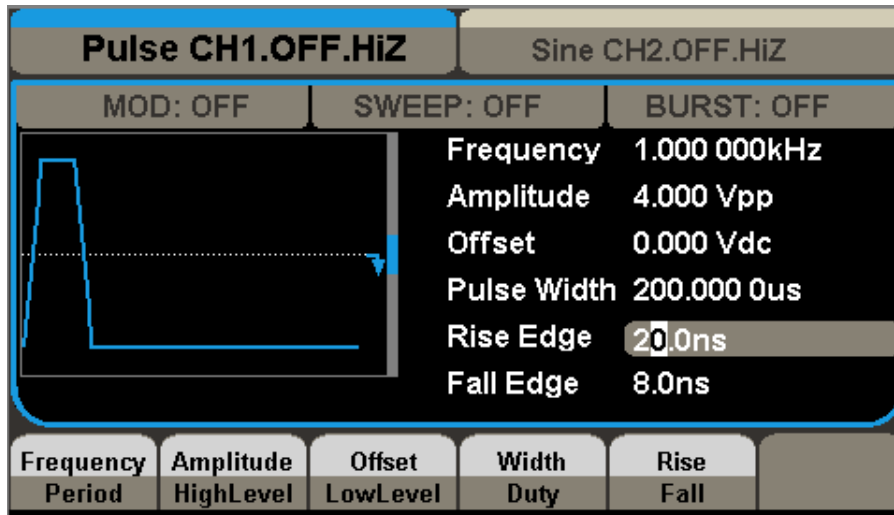 Pulse CH1.OFF.HiZ
Sine CH2.OFF.HiZ
MOD: OFF
SWEEP: OFF
BURST: OFF
Frequency 1.000 000kHz
Amplitude 4.000 Vpp
Offset 0.000 Vdc
Pulse Width 200.000 0us
Rise Edge 20.0ns
Fall Edge 8.0ns
Frequency Amplitude Offset Width Rise
Period HighLevel LowLevel Duty Fall